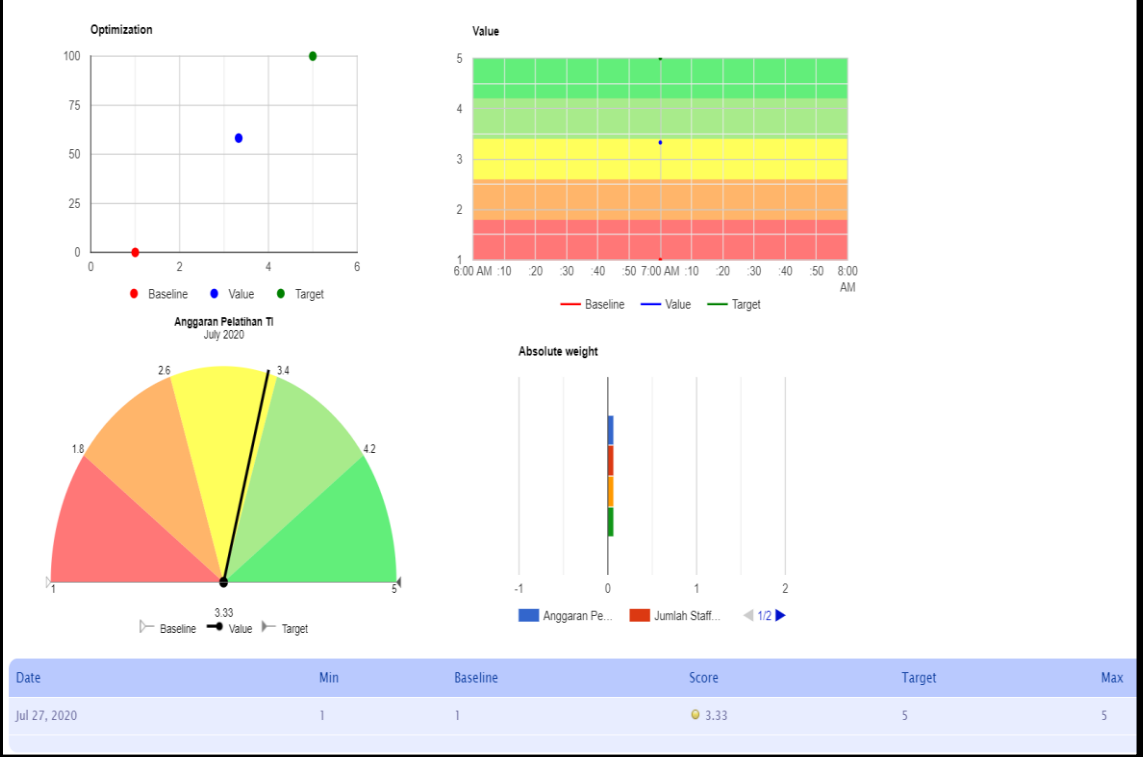 Optimization
100
75
50
25
0
0 2 4 6
Baseline Value Target
Value
5
4
3
2
1
6:00 AM :10 :20 :30 :40 :50 7:00 AM :10 :20 :30 :40 :50 8:00
AM
Baseline Value Target
Anggaran Pelatihan TI
July 2020
2.6 3.4
1.8 4.2
1 5
3.33
Baseline Value Target
Absolute weight
-1 0 1 2
Anggaran Pe... Jumlah Staff... 1/2
Date Min Baseline Score Target Max
Jul 27, 2020 1 1 3.33 5 5